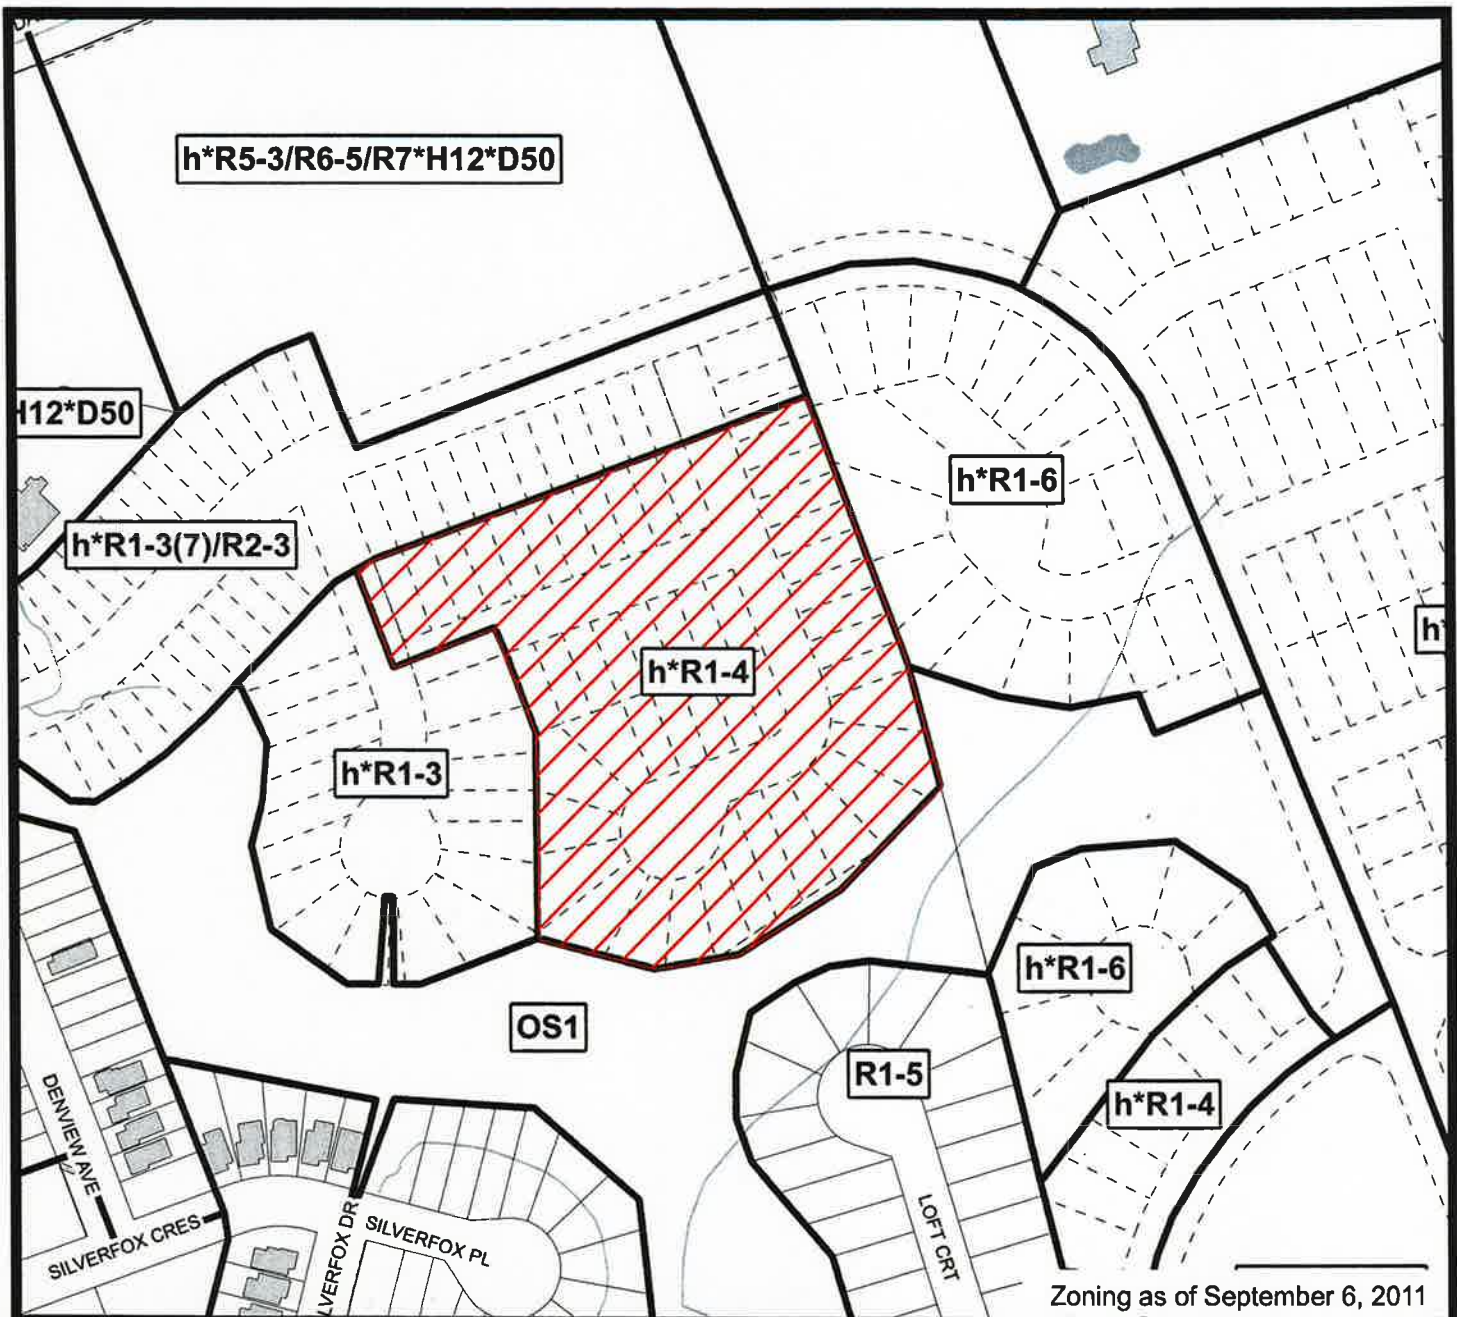 h*R5-3/R6-5/R7*H12*D50
H12*D50
h*R1-6
h*R1-3(7)/R2-3
h*
h*R1-4
h*R1-3
h*R1-6
OS1
R1-5
h*R1-4
DENVIEW AVE
SILVERFOX CRES
LVERFOX DR
SILVERFOX PL
LOFT CRT
Zoning as of September 6, 2011